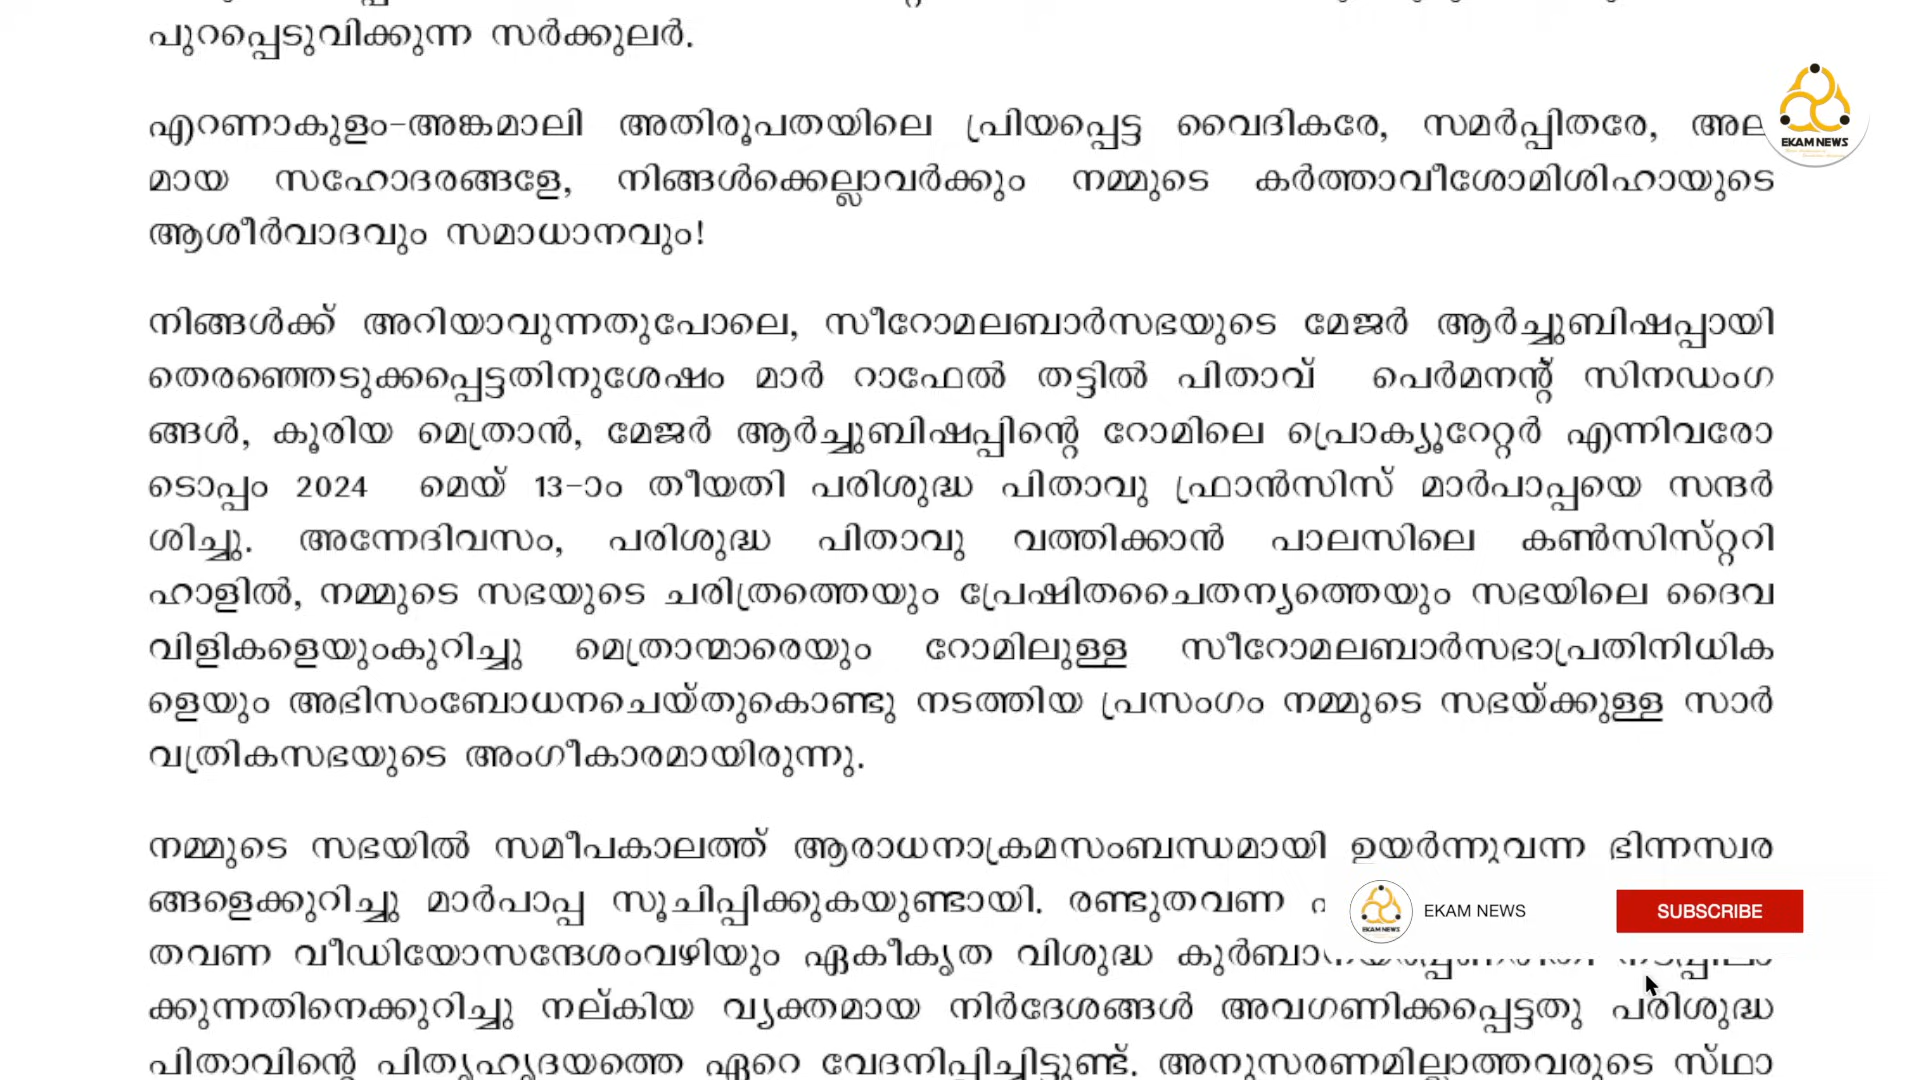 പുറപ്പെടുവിക്കുന്ന സർക്കുലർ.
എറണാകുളം-അങ്കമാലി അതിരൂപതയിലെ പ്രിയപ്പെട്ട വൈദികരേ, സമർപ്പിതരേ, അല
മായ സഹോദരങ്ങളേ, നിങ്ങൾക്കെല്ലാവർക്കും നമ്മുടെ കർത്താവീശോമിശിഹായുടെ
ആശീർവാദവും സമാധാനവും!
EKAM NEWS
നിങ്ങൾക്ക് അറിയാവുന്നതുപോലെ, സീറോമലബാർസഭയുടെ മേജർ ആർച്ചുബിഷപ്പായി
തെരഞ്ഞെടുക്കപ്പെട്ടതിനുശേഷം മാർ റാഫേൽ തട്ടിൽ പിതാവ് പെർമനന്റ് സിനഡംഗ
ങ്ങൾ, കൂരിയ മെത്രാൻ, മേജർ ആർച്ചുബിഷപ്പിന്റെ റോമിലെ പ്രൊക്യൂറേറ്റർ എന്നിവരോ
ടൊപ്പം 2024 മെയ് 13-ാം തീയതി പരിശുദ്ധ പിതാവു ഫ്രാൻസിസ് മാർപാപ്പയെ സന്ദർ
ശിച്ചു. അന്നേദിവസം, പരിശുദ്ധ പിതാവു വത്തിക്കാൻ പാലസിലെ കൺസിസ്റ്ററി
ഹാളിൽ, നമ്മുടെ സഭയുടെ ചരിത്രത്തെയും പ്രേഷിതചൈതന്യത്തെയും സഭയിലെ ദൈവ
വിളികളെയുംകുറിച്ചു മെത്രാന്മാരെയും റോമിലുള്ള സീറോമലബാർസഭാപ്രതിനിധിക
ളെയും അഭിസംബോധനചെയ്തുകൊണ്ടു നടത്തിയ പ്രസംഗം നമ്മുടെ സഭയ്ക്കുള്ള സാർ
വത്രികസഭയുടെ അംഗീകാരമായിരുന്നു.
നമ്മുടെ സഭയിൽ സമീപകാലത്ത് ആരാധനാക്രമസംബന്ധമായി ഉയർന്നുവന്ന ഭിന്നസ്വര
ങ്ങളെക്കുറിച്ചു മാർപാപ്പ സൂചിപ്പിക്കുകയുണ്ടായി. രണ്ടുതവണ
EKAM NEWS
SUBSCRIBE
തവണ വീഡിയോസന്ദേശംവഴിയും ഏകീകൃത വിശുദ്ധ
ക്കുന്നതിനെക്കുറിച്ചു നല്കിയ വ്യക്തമായ നിർദേശങ്ങൾ അവഗണിക്കപ്പെട്ടതു പരിശുദ്ധ
പിതാവിന്റെ പിതൃഹൃദയത്തെ ഏറെ വേദനിപ്പിച്ചിട്ടുണ്ട്. അനുസരണമില്ലാത്തവരുടെ സ്ഥാ